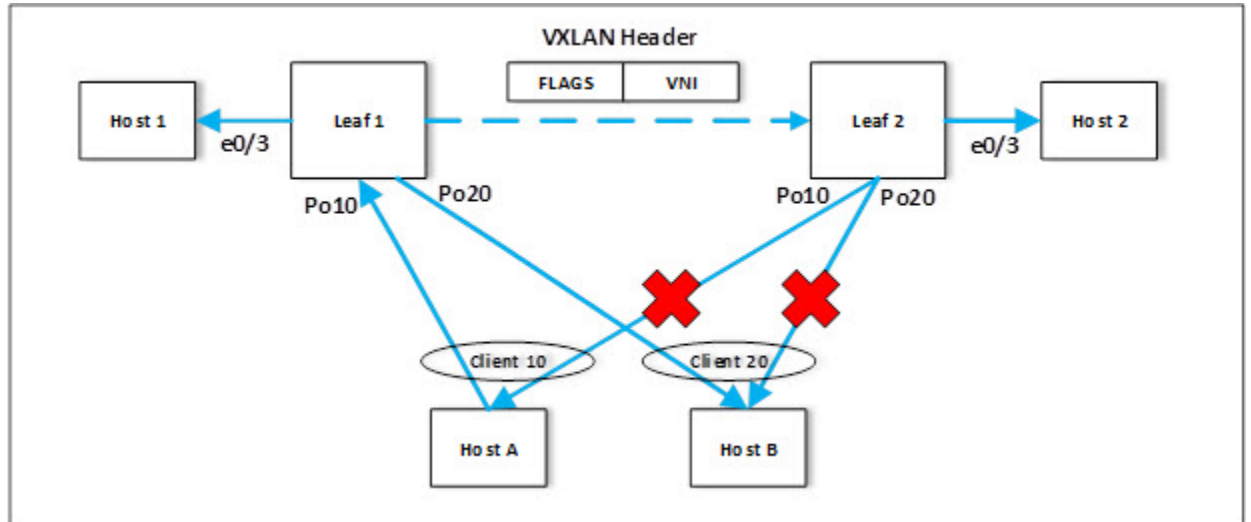 VXLAN Header
FLAGS VNI
Host 1
Leaf 1
Leaf 2
Host 2
e0/3
e0/3
Po10
Po20
Po10
Po20
Client 10
Client 20
Host A
Host B